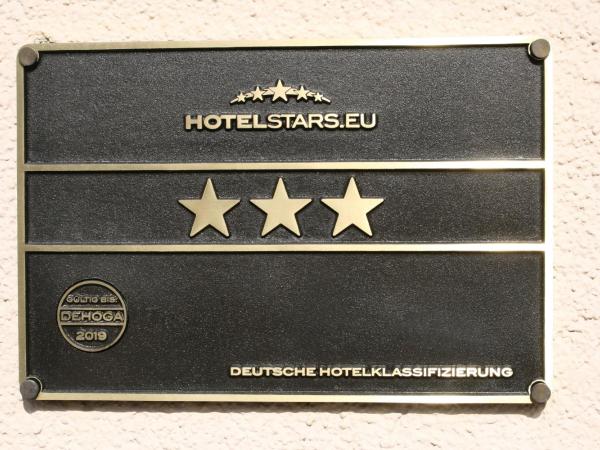 HOTELSTARS.EU
GÜLTIG BIS:
DEHOGA
2019
DEUTSCHE HOTELKLASSIFIZIERUNG